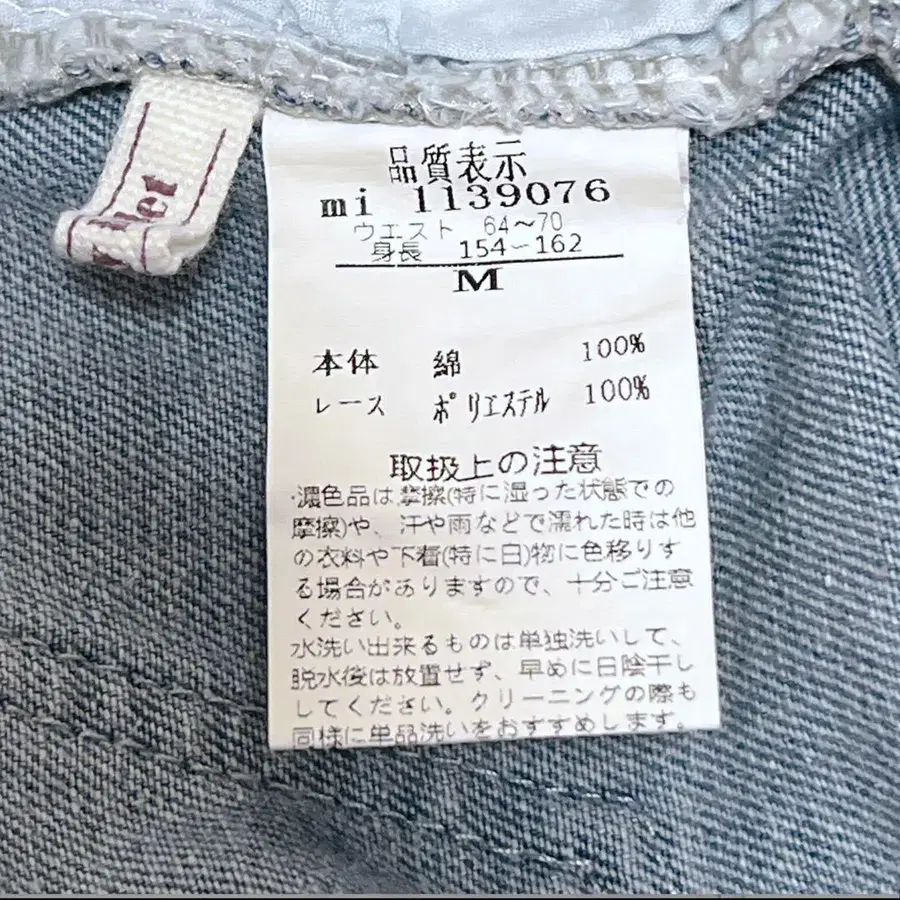 品質表示
mi 1139076
ウエスト 64～70
身長 154～162
M
本体 綿 100%
レース ポリエステル 100%
取扱上の注意
・濃色品は摩擦(特に湿った状態での
摩擦)や、汗や雨などで濡れた時は他
の衣料や下着(特に白)物に色移りす
る場合がありますので、十分ご注意
ください。
水洗い出来るものは単独洗いして、
脱水後は放置せず、早めに日陰干し
してください。クリーニングの際も
同様に単品洗いをおすすめします。